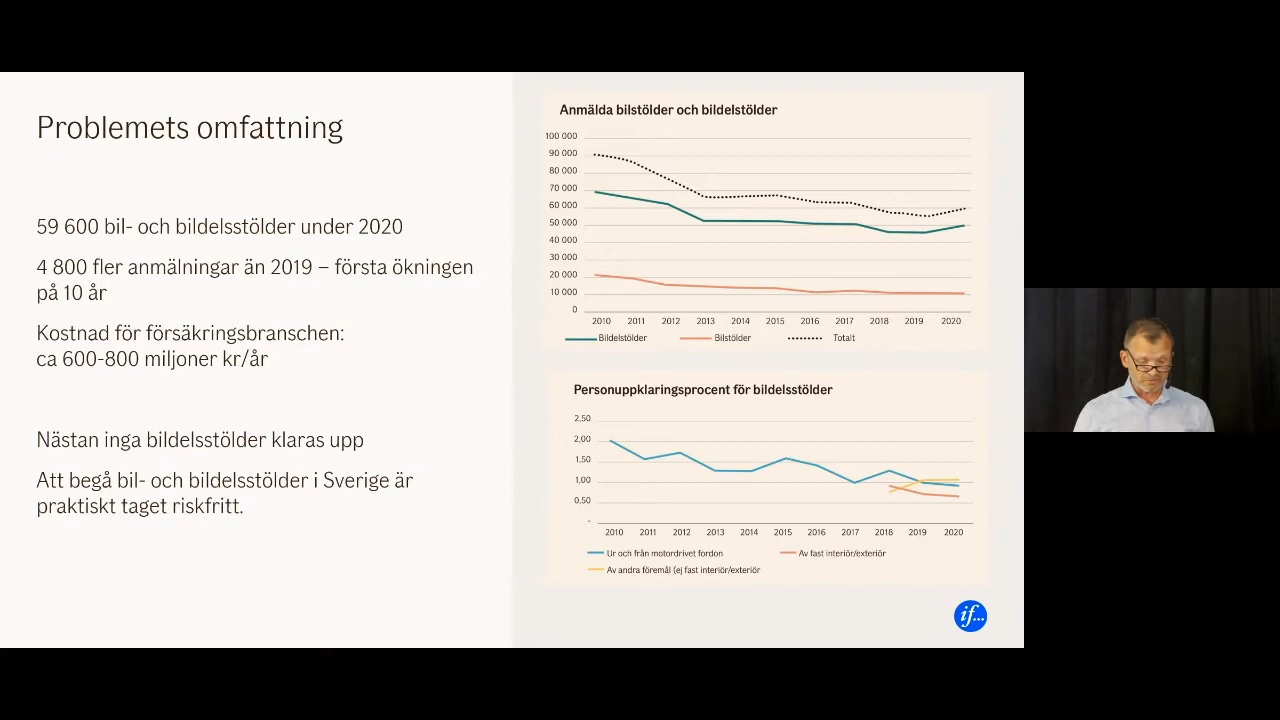 Problemets omfattning
59 600 bil- och bildelsstölder under 2020
4 800 fler anmälningar än 2019 – första ökningen
på 10 år
Kostnad för försäkringsbranschen:
ca 600-800 miljoner kr/år
Nästan inga bildelsstölder klaras upp
Att begå bil- och bildelsstölder i Sverige är
praktiskt taget riskfritt.
Anmälda bilstölder och bildelstölder
100 000
90 000
80 000
70 000
60 000
50 000
40 000
30 000
20 000
10 000
0
2010 2011 2012 2013 2014 2015 2016 2017 2018 2019 2020
Bildelstölder Bilstölder Totalt
Personuppklaringsprocent för bildelsstölder
2,50
2,00
1,50
1,00
0,50
-
2010 2011 2012 2013 2014 2015 2016 2017 2018 2019 2020
Ur och från motordrivet fordon Av fast interiör/exteriör
Av andra föremål (ej fast interiör/exteriör
if...